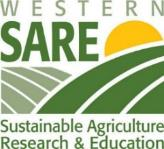 WESTERN
SARE
Sustainable Agriculture
Research & Education